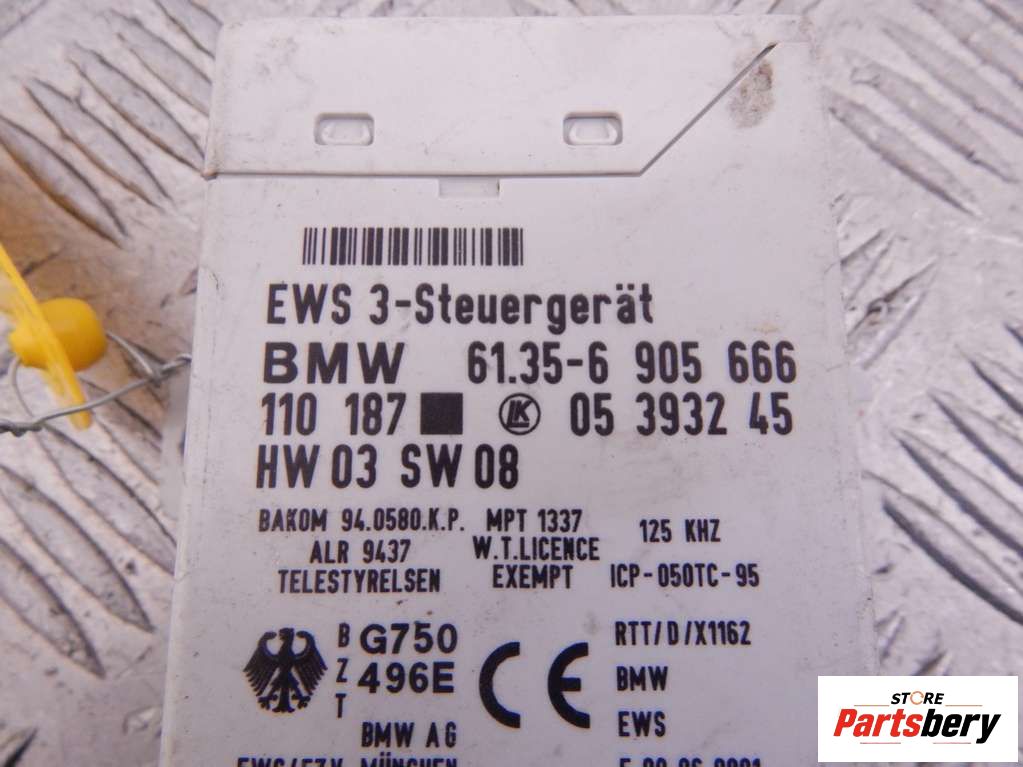 EWS 3-Steuergerät
BMW 61.35-6 905 666
110 187 LK 05 3932 45
HW 03 SW 08
BAKOM 94.0580.K.P. MPT 1337 125 KHZ
ALR 9437 W.T.LICENCE
TELESTYRELSEN EXEMPT ICP-050TC-95
BZT G750 496E CE RTT/D/X1162
BMW
BMW AG EWS
MÜNCHEN
STORE
Partsbery